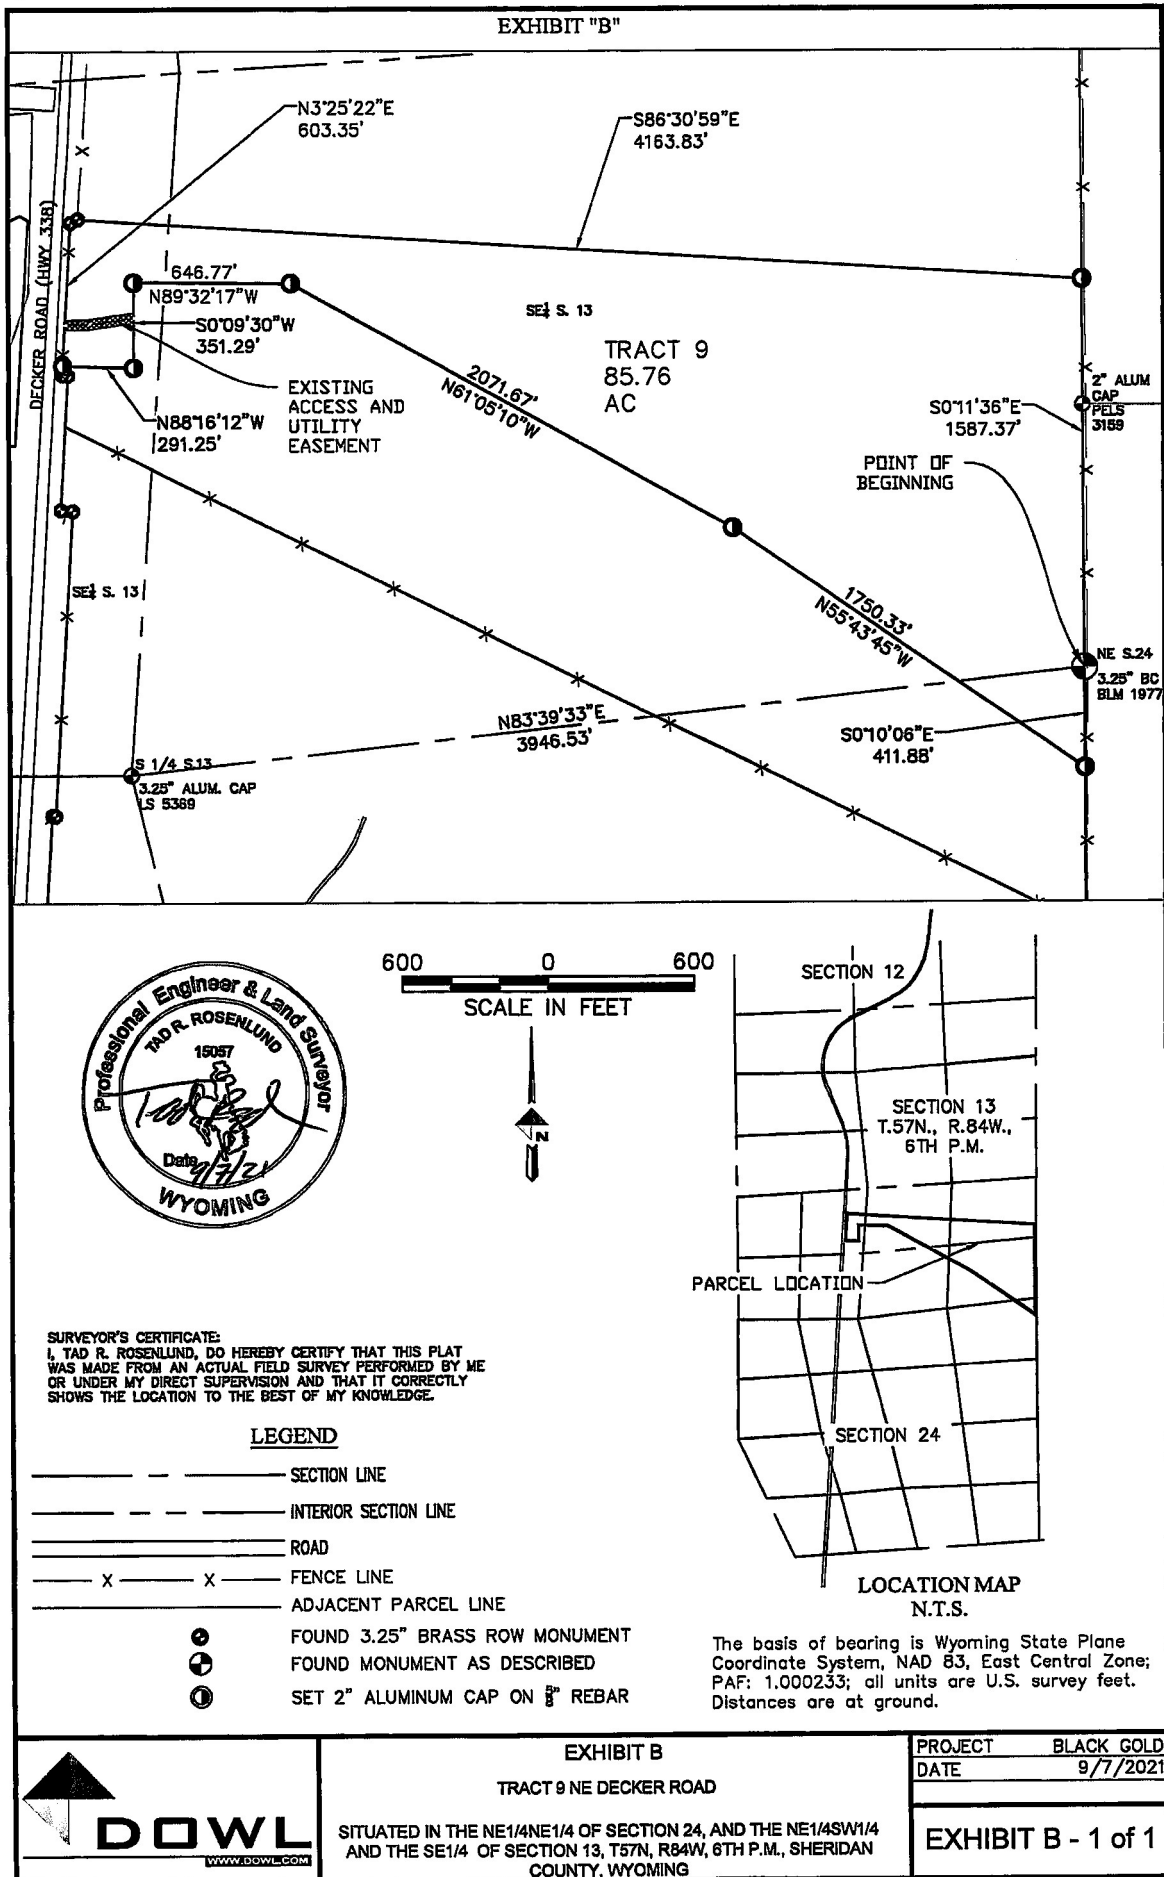 EXHIBIT "B"
N3°25'22"E
603.35'
S86°30'59"E
4163.83'
DECKER ROAD (HWY 338)
646.77'
N89°32'17"W
S0°09'30"W
351.29'
SE¼ S. 13
TRACT 9
85.76
AC
2071.67'
N61°05'10"W
EXISTING
ACCESS AND
UTILITY
EASEMENT
N88°16'12"W
291.25'
2" ALUM
CAP
PELS
3159
S0°11'36"E
1587.37'
POINT OF
BEGINNING
SE¼ S. 13
1750.33'
N55°43'45"W
NE S.24
3.25" BC
BLM 1977
N83°39'33"E
3946.53'
S0°10'06"E
411.88'
S 1/4 S.13
3.25" ALUM. CAP
LS 5369
600 0 600
SCALE IN FEET
Professional Engineer & Land Surveyor
TAD R. ROSENLUND
15057
Date 9/7/21
WYOMING
N
SECTION 12
SECTION 13
T.57N., R.84W.,
6TH P.M.
PARCEL LOCATION
SECTION 24
LOCATION MAP
N.T.S.
SURVEYOR'S CERTIFICATE:
I, TAD R. ROSENLUND, DO HEREBY CERTIFY THAT THIS PLAT
WAS MADE FROM AN ACTUAL FIELD SURVEY PERFORMED BY ME
OR UNDER MY DIRECT SUPERVISION AND THAT IT CORRECTLY
SHOWS THE LOCATION TO THE BEST OF MY KNOWLEDGE.
LEGEND
SECTION LINE
INTERIOR SECTION LINE
ROAD
X X FENCE LINE
ADJACENT PARCEL LINE
FOUND 3.25" BRASS ROW MONUMENT
FOUND MONUMENT AS DESCRIBED
SET 2" ALUMINUM CAP ON ⅝" REBAR
The basis of bearing is Wyoming State Plane
Coordinate System, NAD 83, East Central Zone;
PAF: 1.000233; all units are U.S. survey feet.
Distances are at ground.
DOWL
WWW.DOWL.COM
EXHIBIT B
TRACT 9 NE DECKER ROAD
SITUATED IN THE NE1/4NE1/4 OF SECTION 24, AND THE NE1/4SW1/4
AND THE SE1/4 OF SECTION 13, T57N, R84W, 6TH P.M., SHERIDAN
COUNTY, WYOMING
PROJECT BLACK GOLD
DATE 9/7/2021
EXHIBIT B - 1 of 1